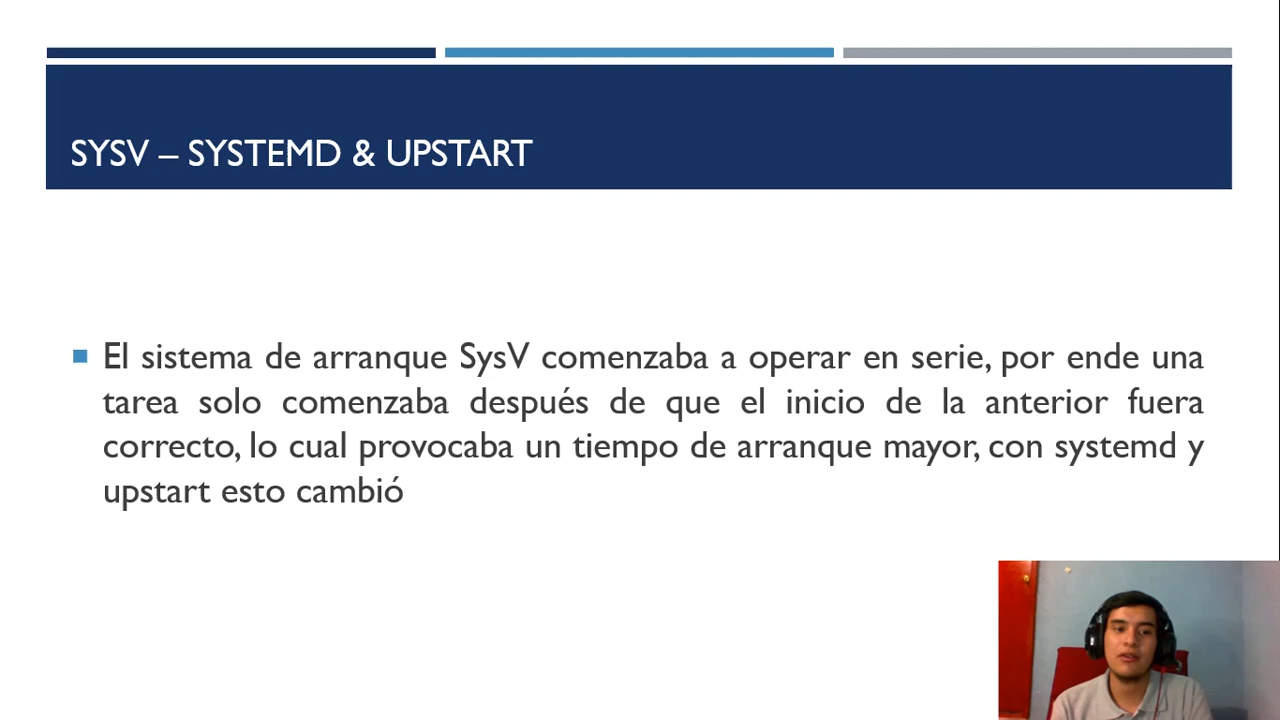 SYSV – SYSTEMD & UPSTART
El sistema de arranque SysV comenzaba a operar en serie, por ende una
tarea solo comenzaba después de que el inicio de la anterior fuera
correcto, lo cual provocaba un tiempo de arranque mayor, con systemd y
upstart esto cambió